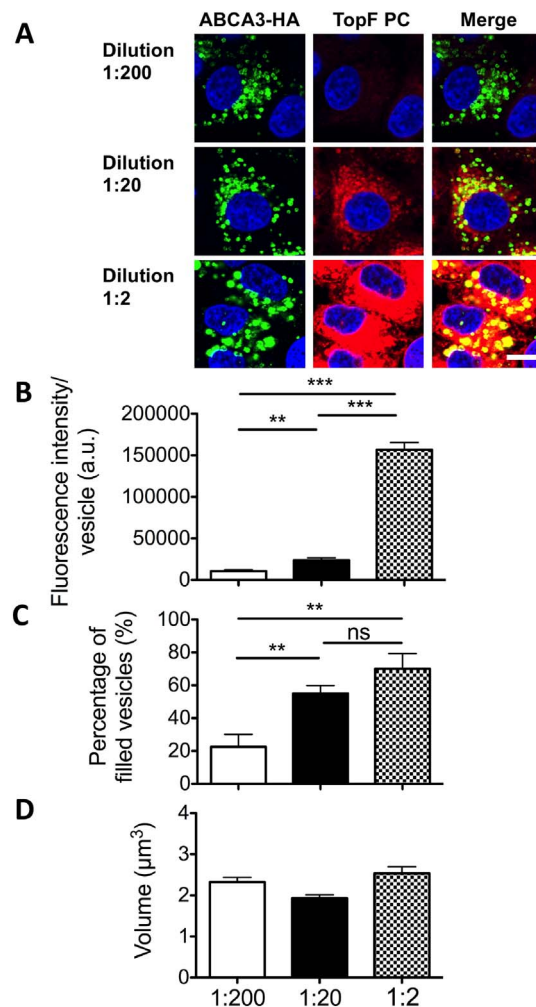 A
ABCA3-HA TopF PC Merge
Dilution
1:200
Dilution
1:20
Dilution
1:2
B
Fluorescence intensity/
vesicle (a.u.)
200000
150000
100000
50000
0
***
** ***
C
Percentage of
filled vesicles (%)
100
80
60
40
20
0
**
** ns
D
Volume (µm³)
4
3
2
1
0
1:200 1:20 1:2